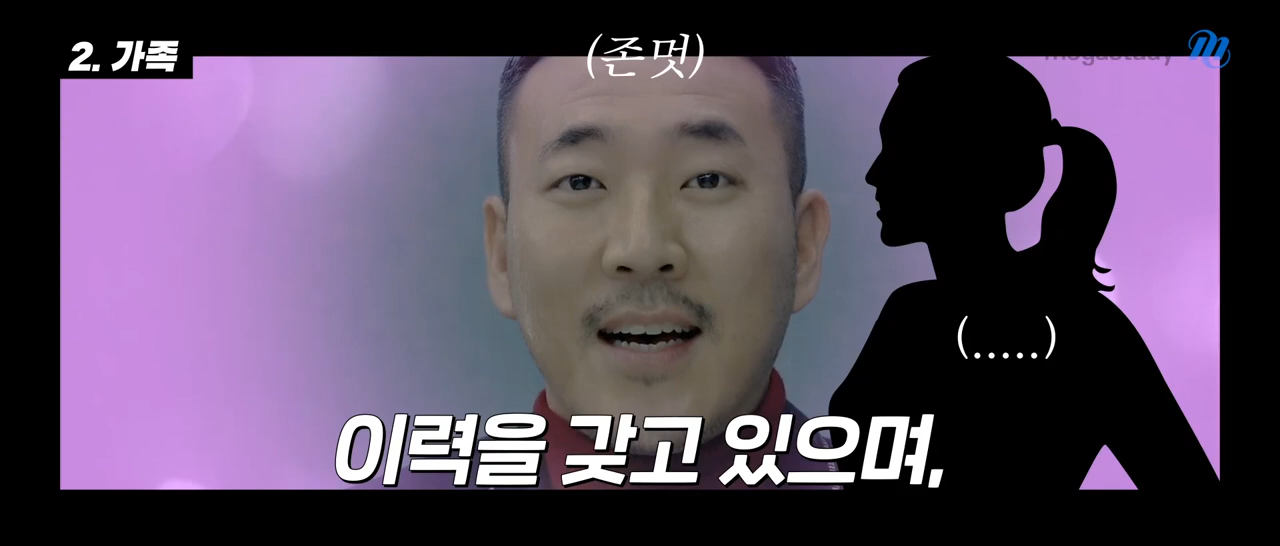 2. 가족
(존멋)
megastudy
(.....)
이력을 갖고 있으며,